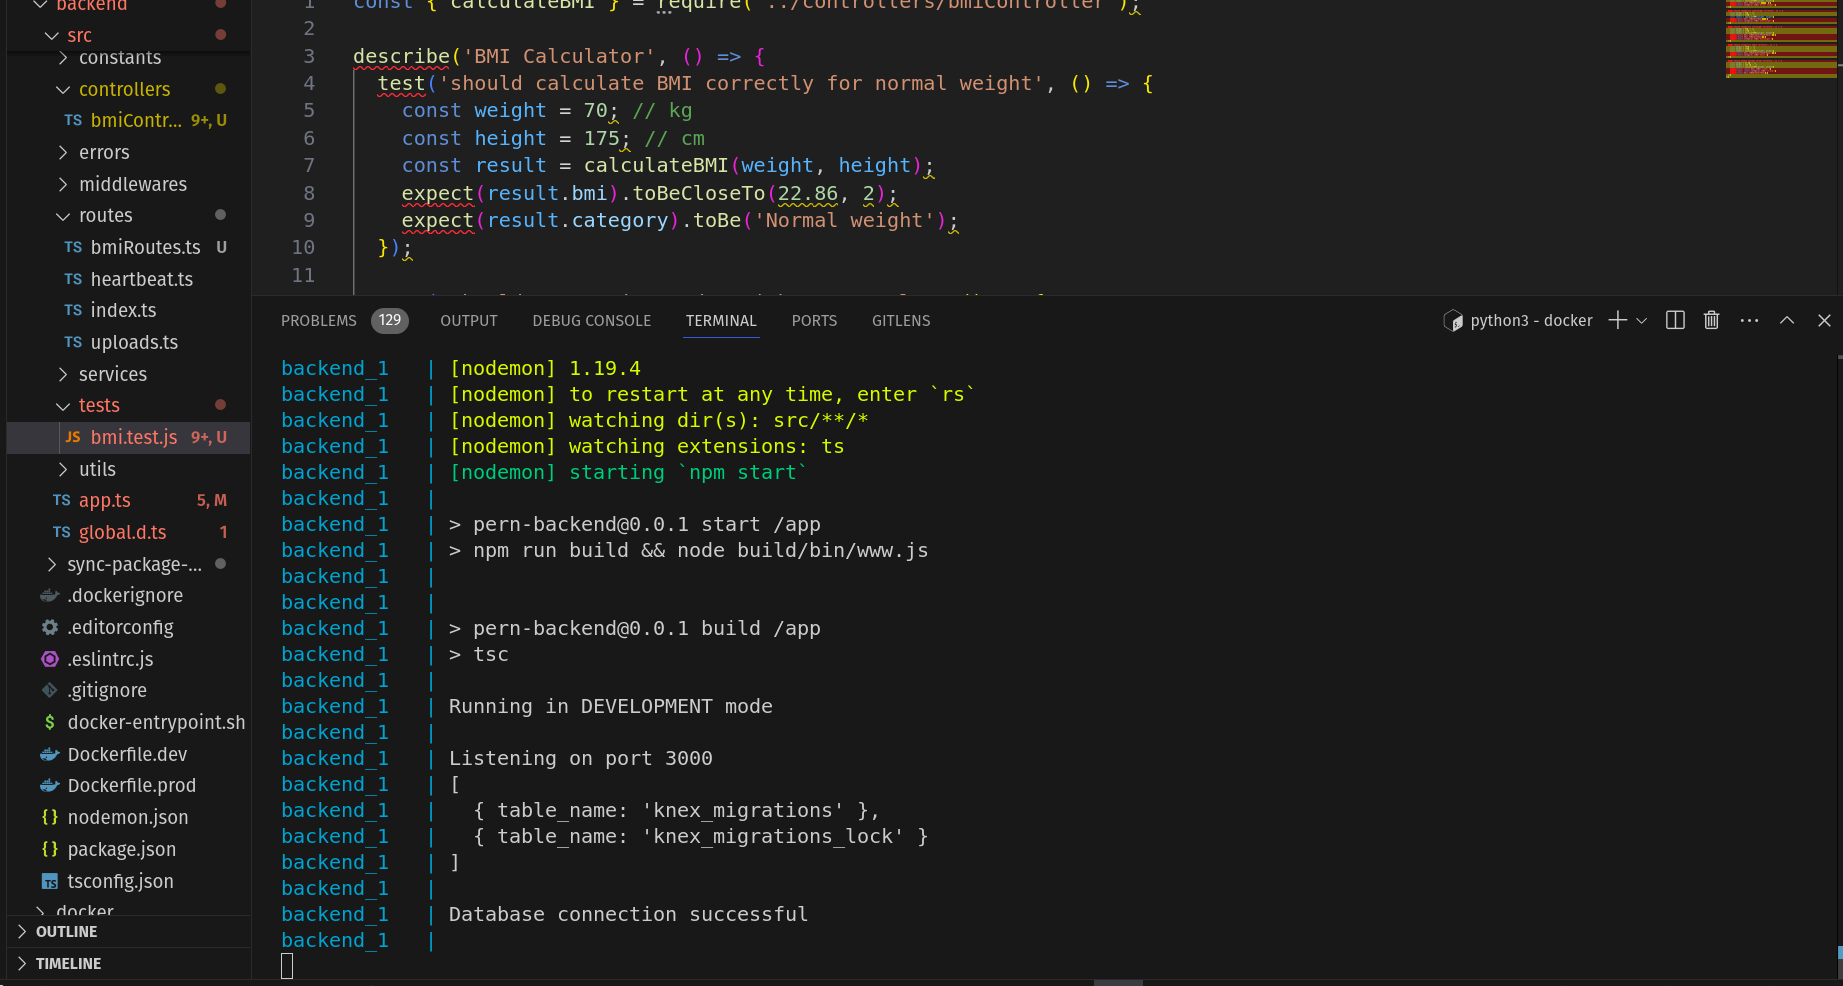 backend
src
constants
controllers
TS bmiContr... 9+, U
errors
middlewares
routes
TS bmiRoutes.ts U
TS heartbeat.ts
TS index.ts
TS uploads.ts
services
tests
JS bmi.test.js 9+, U
utils
TS app.ts 5, M
TS global.d.ts 1
sync-package-...
.dockerignore
.editorconfig
.eslintrc.js
.gitignore
$ docker-entrypoint.sh
Dockerfile.dev
Dockerfile.prod
{} nodemon.json
{} package.json
TS tsconfig.json
docker
OUTLINE
TIMELINE
1 const { calculateBMI } = require('../controllers/bmiController');
2
3 describe('BMI Calculator', () => {
4 test('should calculate BMI correctly for normal weight', () => {
5 const weight = 70; // kg
6 const height = 175; // cm
7 const result = calculateBMI(weight, height);
8 expect(result.bmi).toBeCloseTo(22.86, 2);
9 expect(result.category).toBe('Normal weight');
10 });
11
PROBLEMS 129 OUTPUT DEBUG CONSOLE TERMINAL PORTS GITLENS python3 - docker
backend_1 | [nodemon] 1.19.4
backend_1 | [nodemon] to restart at any time, enter `rs`
backend_1 | [nodemon] watching dir(s): src/**/*
backend_1 | [nodemon] watching extensions: ts
backend_1 | [nodemon] starting `npm start`
backend_1 |
backend_1 | > pern-backend@0.0.1 start /app
backend_1 | > npm run build && node build/bin/www.js
backend_1 |
backend_1 |
backend_1 | > pern-backend@0.0.1 build /app
backend_1 | > tsc
backend_1 |
backend_1 | Running in DEVELOPMENT mode
backend_1 |
backend_1 | Listening on port 3000
backend_1 | [
backend_1 | { table_name: 'knex_migrations' },
backend_1 | { table_name: 'knex_migrations_lock' }
backend_1 | ]
backend_1 |
backend_1 | Database connection successful
backend_1 |